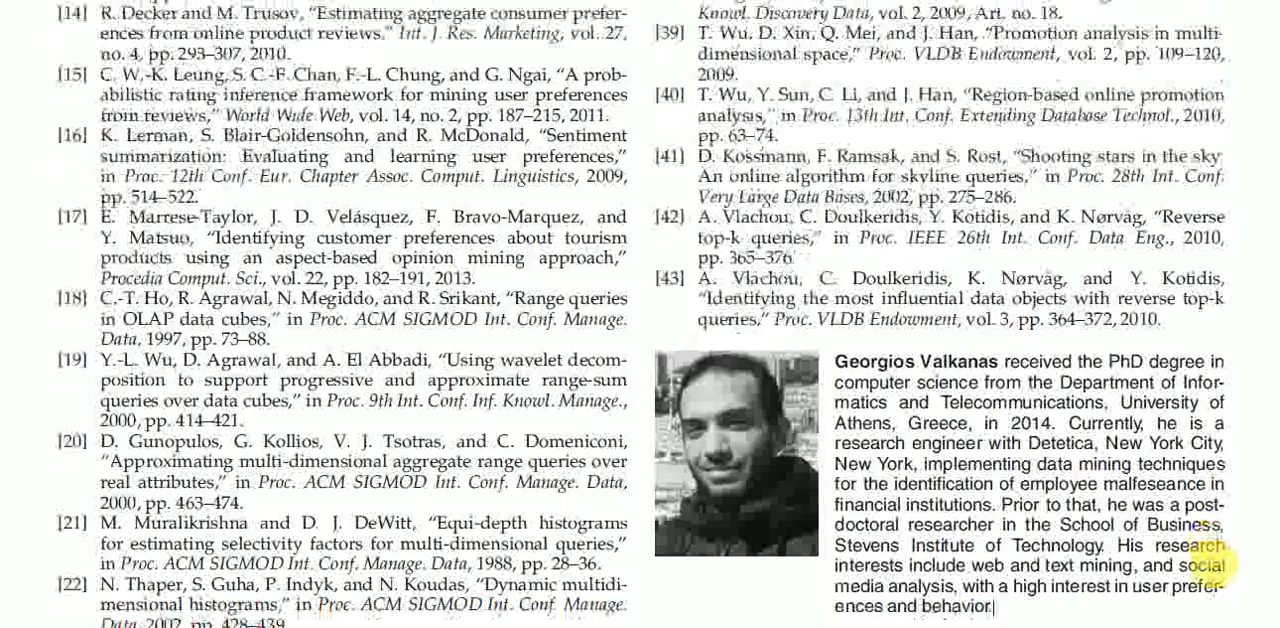 [14] R. Decker and M. Trusov, “Estimating aggregate consumer prefer-
ences from online product reviews,” Int. J. Res. Marketing, vol. 27,
no. 4, pp. 293–307, 2010.
[15] C. W.-K. Leung, S. C.-F. Chan, F.-L. Chung, and G. Ngai, “A prob-
abilistic rating inference framework for mining user preferences
from reviews,” World Wide Web, vol. 14, no. 2, pp. 187–215, 2011.
[16] K. Lerman, S. Blair-Goldensohn, and R. McDonald, “Sentiment
summarization: Evaluating and learning user preferences,”
in Proc. 12th Conf. Eur. Chapter Assoc. Comput. Linguistics, 2009,
pp. 514–522.
[17] E. Marrese-Taylor, J. D. Velásquez, F. Bravo-Marquez, and
Y. Matsuo, “Identifying customer preferences about tourism
products using an aspect-based opinion mining approach,”
Procedia Comput. Sci., vol. 22, pp. 182–191, 2013.
[18] C.-T. Ho, R. Agrawal, N. Megiddo, and R. Srikant, “Range queries
in OLAP data cubes,” in Proc. ACM SIGMOD Int. Conf. Manage.
Data, 1997, pp. 73–88.
[19] Y.-L. Wu, D. Agrawal, and A. El Abbadi, “Using wavelet decom-
position to support progressive and approximate range-sum
queries over data cubes,” in Proc. 9th Int. Conf. Inf. Knowl. Manage.,
2000, pp. 414–421.
[20] D. Gunopulos, G. Kollios, V. J. Tsotras, and C. Domeniconi,
“Approximating multi-dimensional aggregate range queries over
real attributes,” in Proc. ACM SIGMOD Int. Conf. Manage. Data,
2000, pp. 463–474.
[21] M. Muralikrishna and D. J. DeWitt, “Equi-depth histograms
for estimating selectivity factors for multi-dimensional queries,”
in Proc. ACM SIGMOD Int. Conf. Manage. Data, 1988, pp. 28–36.
[22] N. Thaper, S. Guha, P. Indyk, and N. Koudas, “Dynamic multidi-
mensional histograms,” in Proc. ACM SIGMOD Int. Conf. Manage.
Data, 2002, pp. 428–439.
Knowl. Discovery Data, vol. 2, 2009, Art. no. 18.
[39] T. Wu, D. Xin, Q. Mei, and J. Han, “Promotion analysis in multi-
dimensional space,” Proc. VLDB Endowment, vol. 2, pp. 109–120,
2009.
[40] T. Wu, Y. Sun, C. Li, and J. Han, “Region-based online promotion
analysis,” in Proc. 13th Int. Conf. Extending Database Technol., 2010,
pp. 63–74.
[41] D. Kossmann, F. Ramsak, and S. Rost, “Shooting stars in the sky:
An online algorithm for skyline queries,” in Proc. 28th Int. Conf.
Very Large Data Bases, 2002, pp. 275–286.
[42] A. Vlachou, C. Doulkeridis, Y. Kotidis, and K. Nørvåg, “Reverse
top-k queries,” in Proc. IEEE 26th Int. Conf. Data Eng., 2010,
pp. 365–376.
[43] A. Vlachou, C. Doulkeridis, K. Nørvåg, and Y. Kotidis,
“Identifying the most influential data objects with reverse top-k
queries,” Proc. VLDB Endowment, vol. 3, pp. 364–372, 2010.
Georgios Valkanas received the PhD degree in
computer science from the Department of Infor-
matics and Telecommunications, University of
Athens, Greece, in 2014. Currently, he is a
research engineer with Detetica, New York City,
New York, implementing data mining techniques
for the identification of employee malfeseance in
financial institutions. Prior to that, he was a post-
doctoral researcher in the School of Business,
Stevens Institute of Technology. His research
interests include web and text mining, and social
media analysis, with a high interest in user prefer-
ences and behavior.